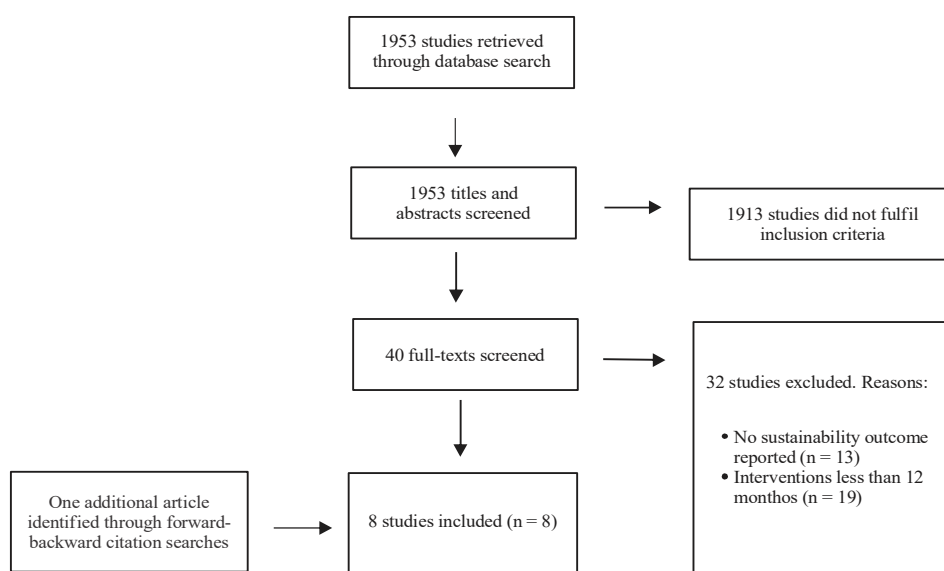 1953 studies retrieved
through database search
1953 titles and
abstracts screened
1913 studies did not fulfil
inclusion criteria
40 full-texts screened
32 studies excluded. Reasons:
• No sustainability outcome
reported (n = 13)
• Interventions less than 12
monthos (n = 19)
One additional article
identified through forward-
backward citation searches
8 studies included (n = 8)